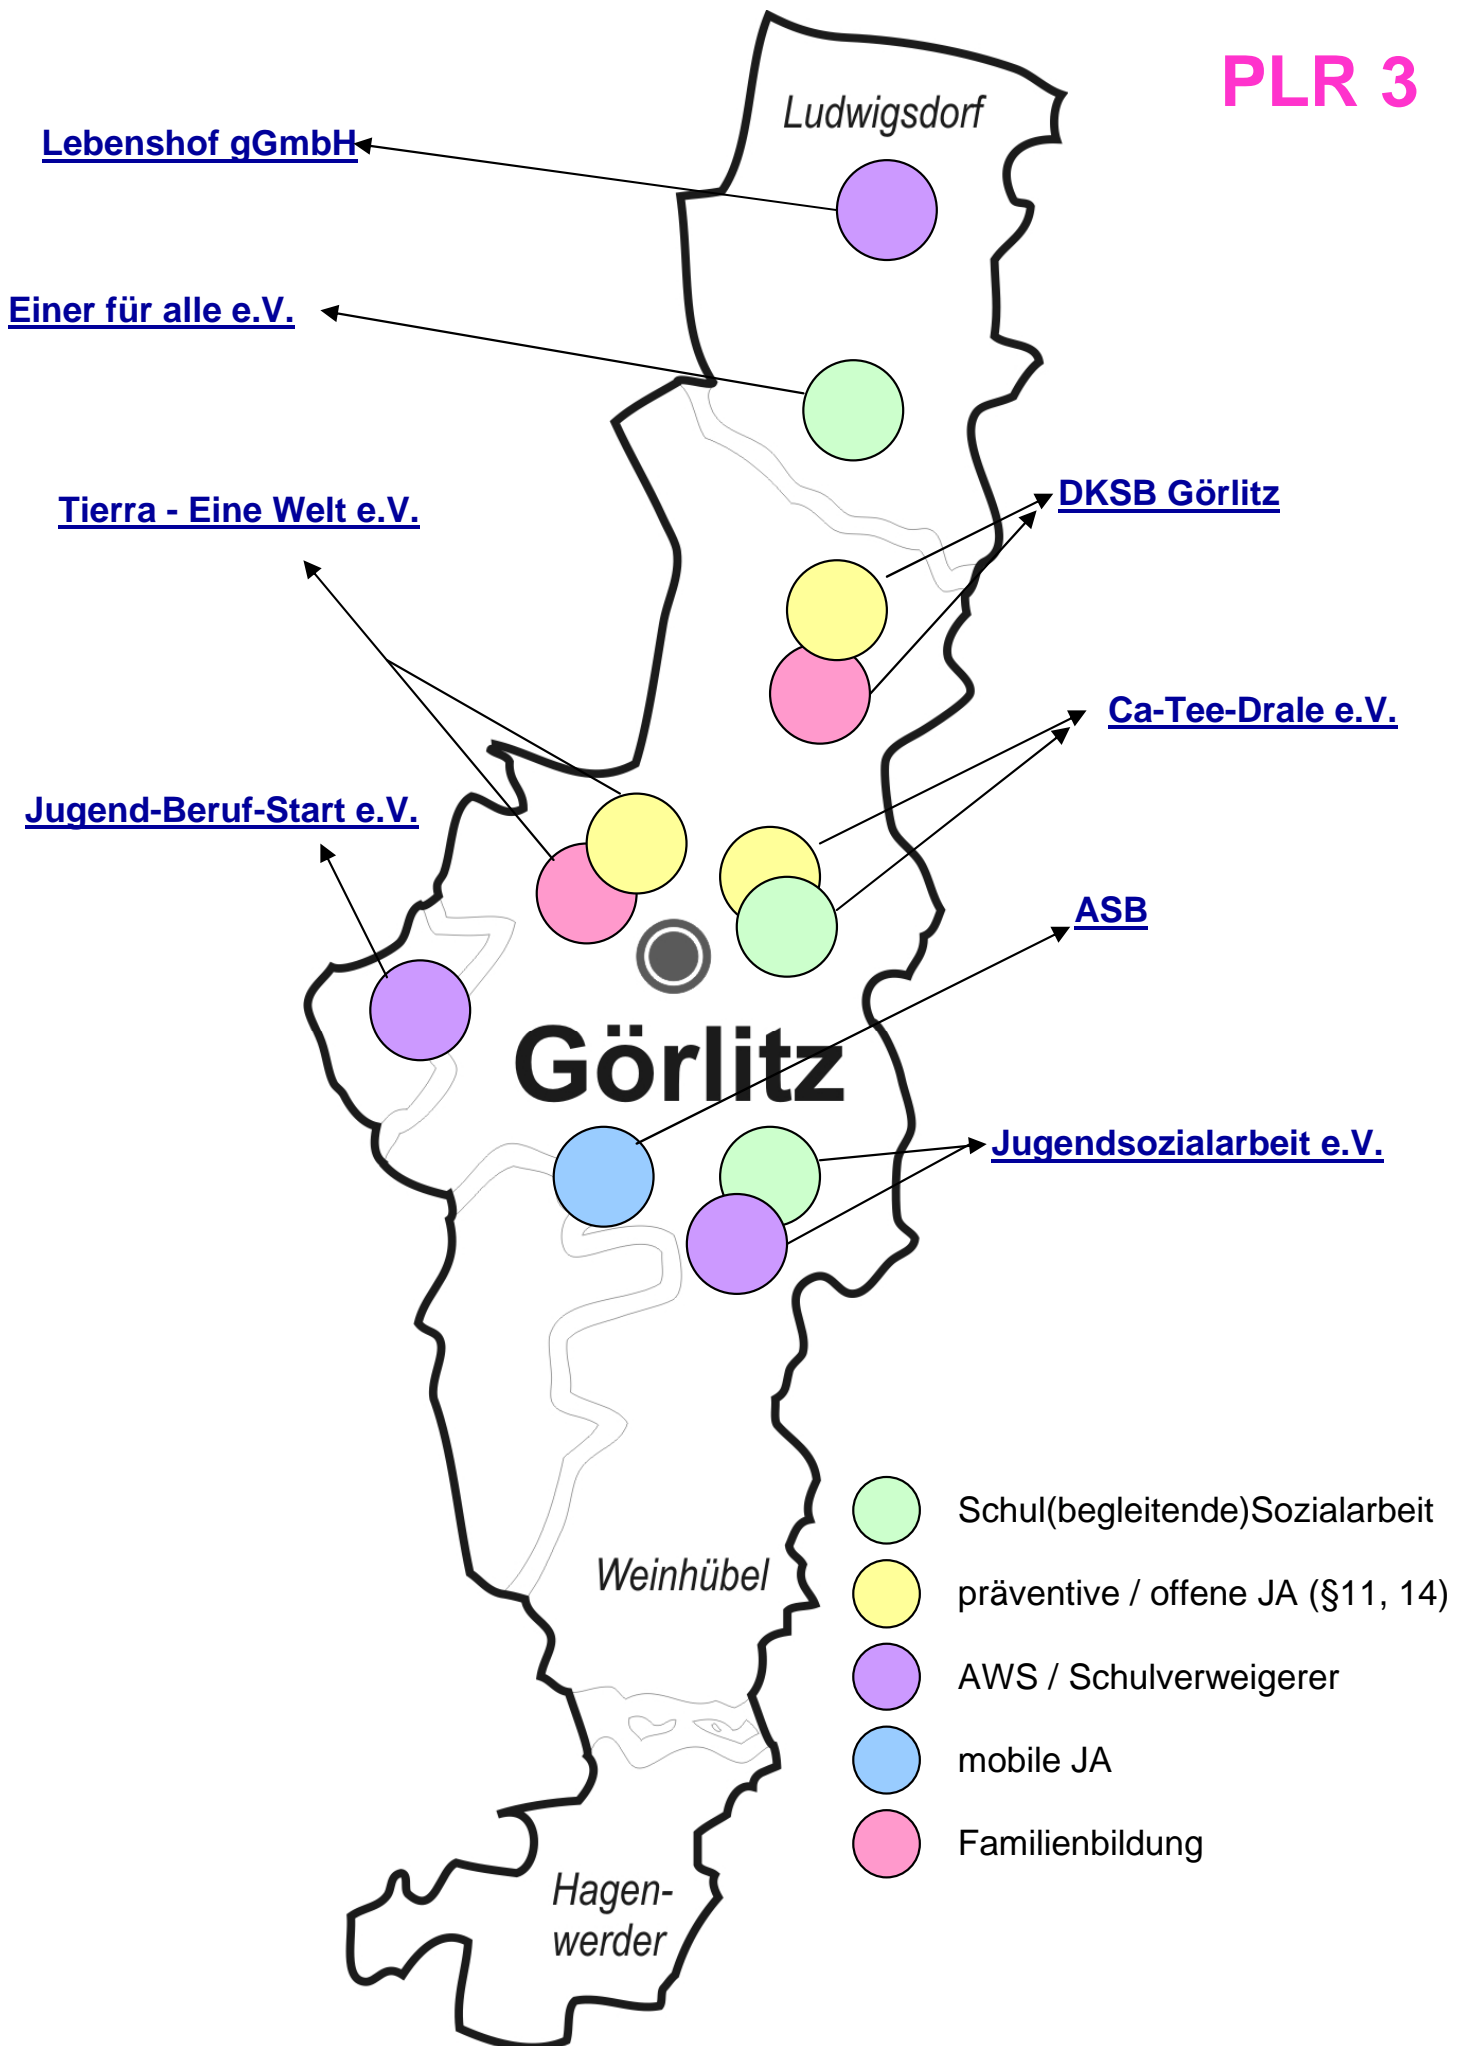 PLR 3
Ludwigsdorf
Lebenshof gGmbH
Einer für alle e.V.
Tierra - Eine Welt e.V.
DKSB Görlitz
Ca-Tee-Drale e.V.
Jugend-Beruf-Start e.V.
ASB
Görlitz
Jugendsozialarbeit e.V.
Schul(begleitende)Sozialarbeit
Weinhübel
präventive / offene JA (§11, 14)
AWS / Schulverweigerer
mobile JA
Familienbildung
Hagen-
werder